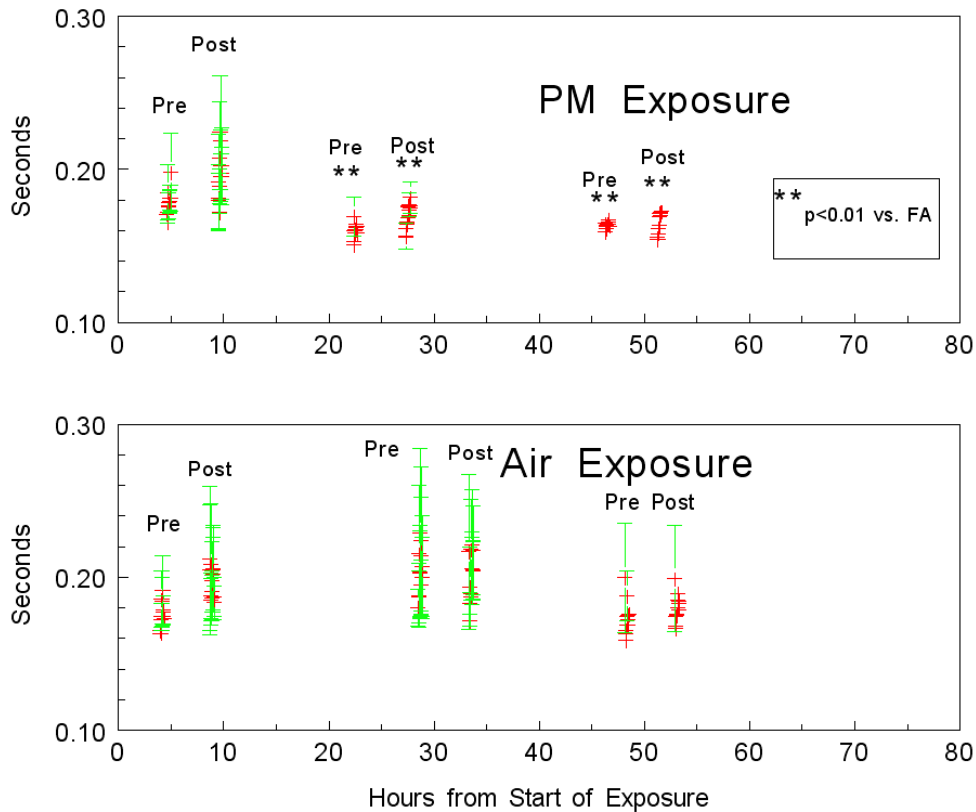 0.30
Post
Pre
PM Exposure
Pre
**
Post
**
Post
**
Pre
**
0.20
Seconds
**
p<0.01 vs. FA
0.10
0 10 20 30 40 50 60 70 80
0.30
Pre
Post
Air Exposure
Post
Pre
Pre
Post
0.20
Seconds
0.10
0 10 20 30 40 50 60 70 80
Hours from Start of Exposure